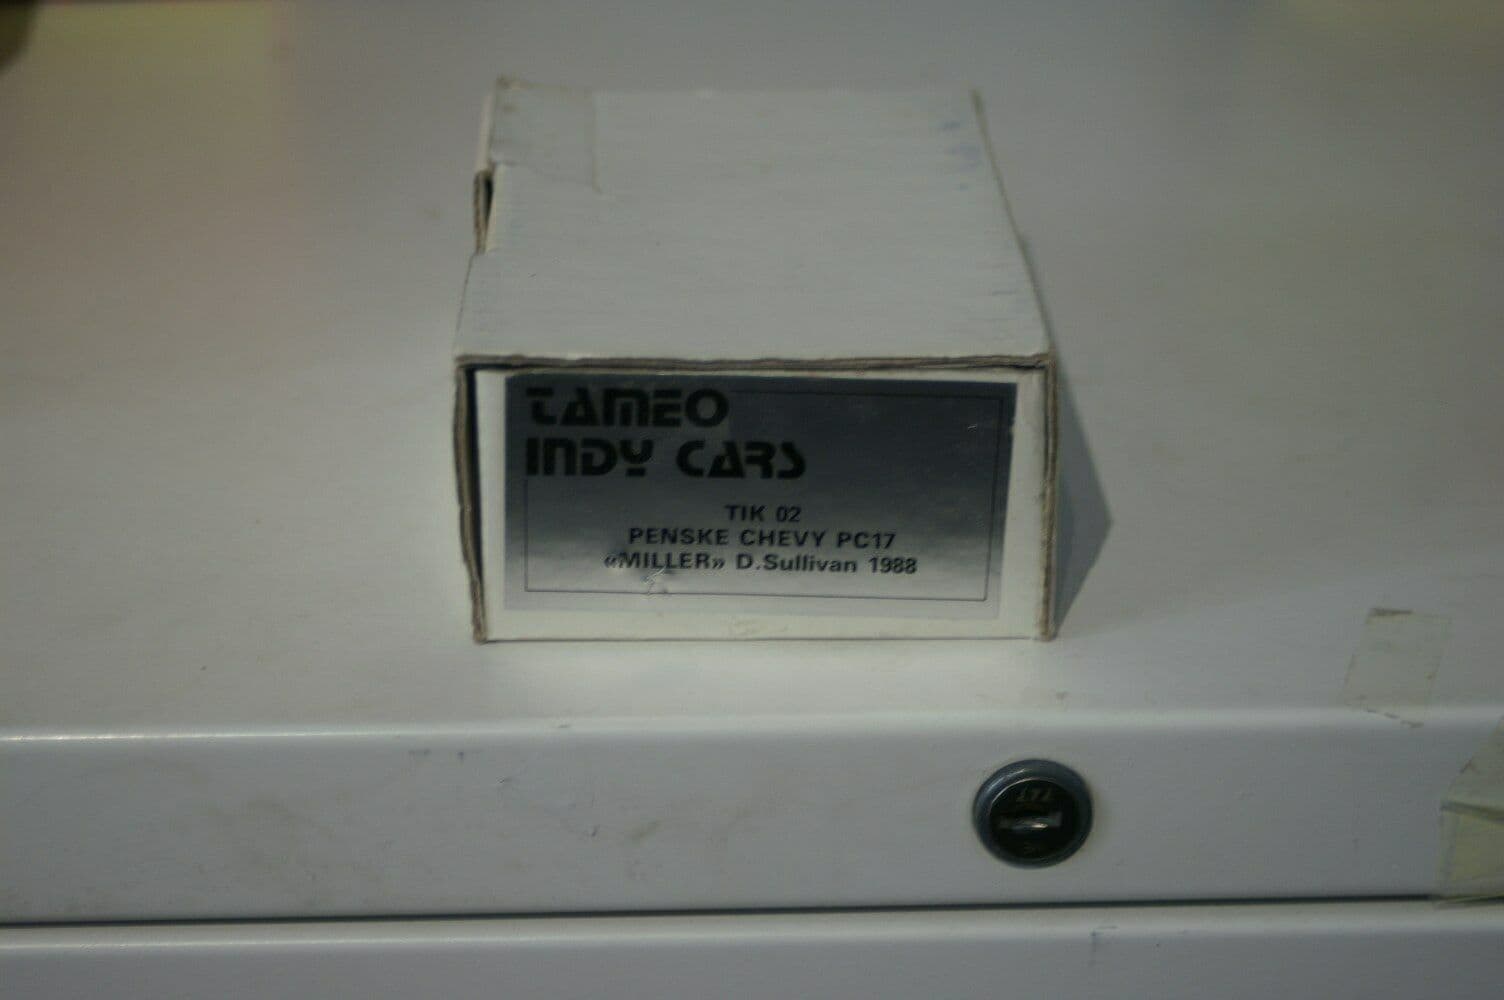 TAMEO
INDY CARS
TIK 02
PENSKE CHEVY PC17
«MILLER» D.Sullivan 1988